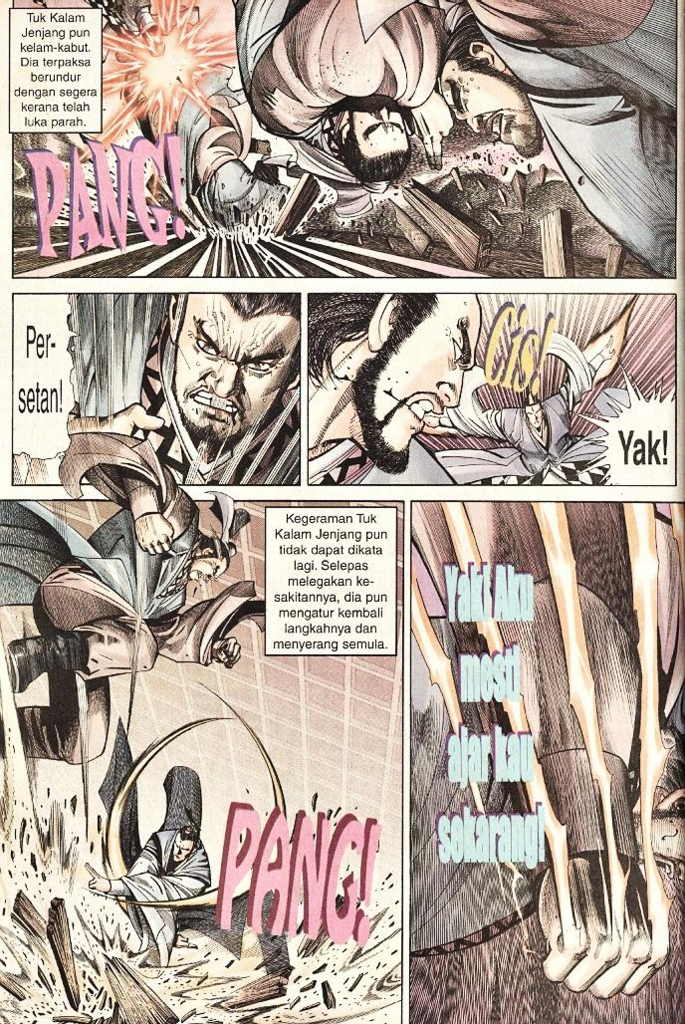 Tuk Kalam
Jenjang pun
kelam-kabut.
Dia terpaksa
berundur
dengan segera
kerana telah
luka parah.
PANG!
Per-
setan!
Cis!
Yak!
Kegeraman Tuk
Kalam Jenjang pun
tidak dapat dikata
lagi. Selepas
melegakan ke-
sakitannya, dia pun
mengatur kembali
langkahnya dan
menyerang semula.
PANG!
Yak! Aku
mesti
ajar kau
sekarang!